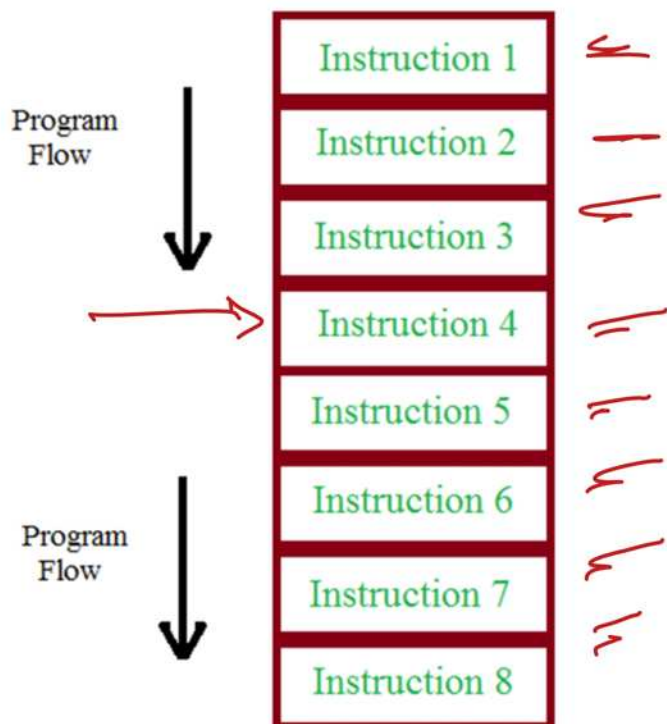 Instruction 1
Program
Flow
Instruction 2
Instruction 3
Instruction 4
Instruction 5
Program
Flow
Instruction 6
Instruction 7
Instruction 8